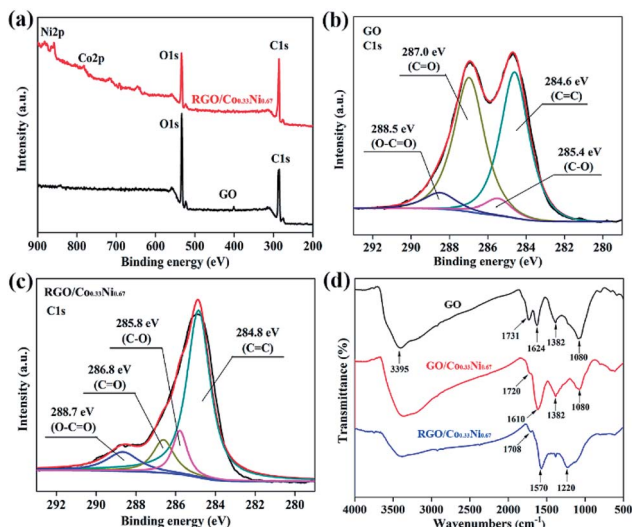 (a)
Ni2p
Co2p
O1s
C1s
RGO/Co0.33Ni0.67
O1s
C1s
GO
Intensity (a.u.)
900 800 700 600 500 400 300 200
Binding energy (eV)
(b)
GO
C1s
287.0 eV
(C=O)
284.6 eV
(C=C)
288.5 eV
(O-C=O)
285.4 eV
(C-O)
Intensity (a.u.)
292 290 288 286 284 282 280
Binding energy (eV)
(c)
RGO/Co0.33Ni0.67
C1s
285.8 eV
(C-O)
284.8 eV
(C=C)
286.8 eV
(C=O)
288.7 eV
(O-C=O)
Intensity (a.u.)
292 290 288 286 284 282 280
Binding energy (eV)
(d)
GO
1731
1624
1382
1080
3395
GO/Co0.33Ni0.67
1720
1610
1382
1080
RGO/Co0.33Ni0.67
1708
1570
1220
Transmittance (%)
4000 3500 3000 2500 2000 1500 1000 500
Wavenumbers (cm-1)